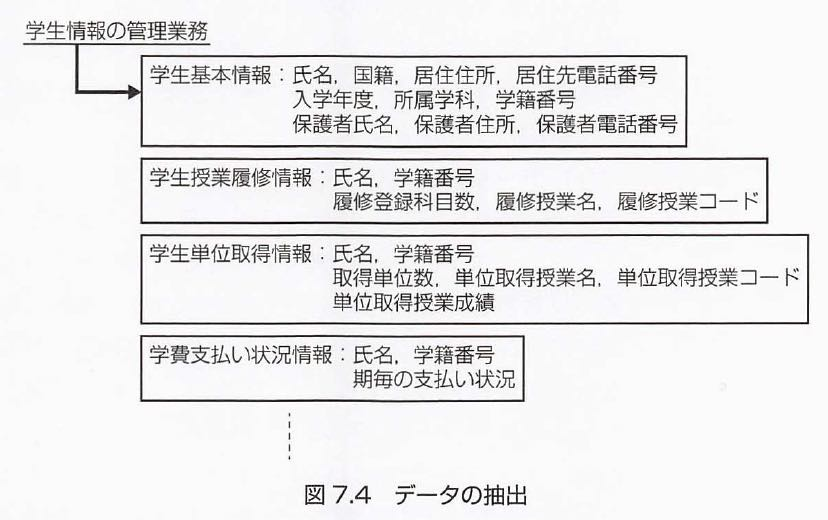 学生情報の管理業務
学生基本情報：氏名，国籍，居住住所，居住先電話番号
入学年度，所属学科，学籍番号
保護者氏名，保護者住所，保護者電話番号
学生授業履修情報：氏名，学籍番号
履修登録科目数，履修授業名，履修授業コード
学生単位取得情報：氏名，学籍番号
取得単位数，単位取得授業名，単位取得授業コード
単位取得授業成績
学費支払い状況情報：氏名，学籍番号
期毎の支払い状況
図 7.4　データの抽出